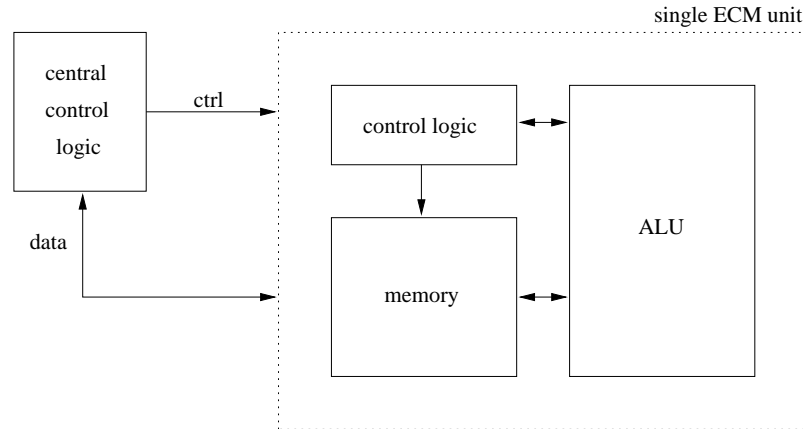 single ECM unit
central
control
logic
ctrl
data
control logic
memory
ALU